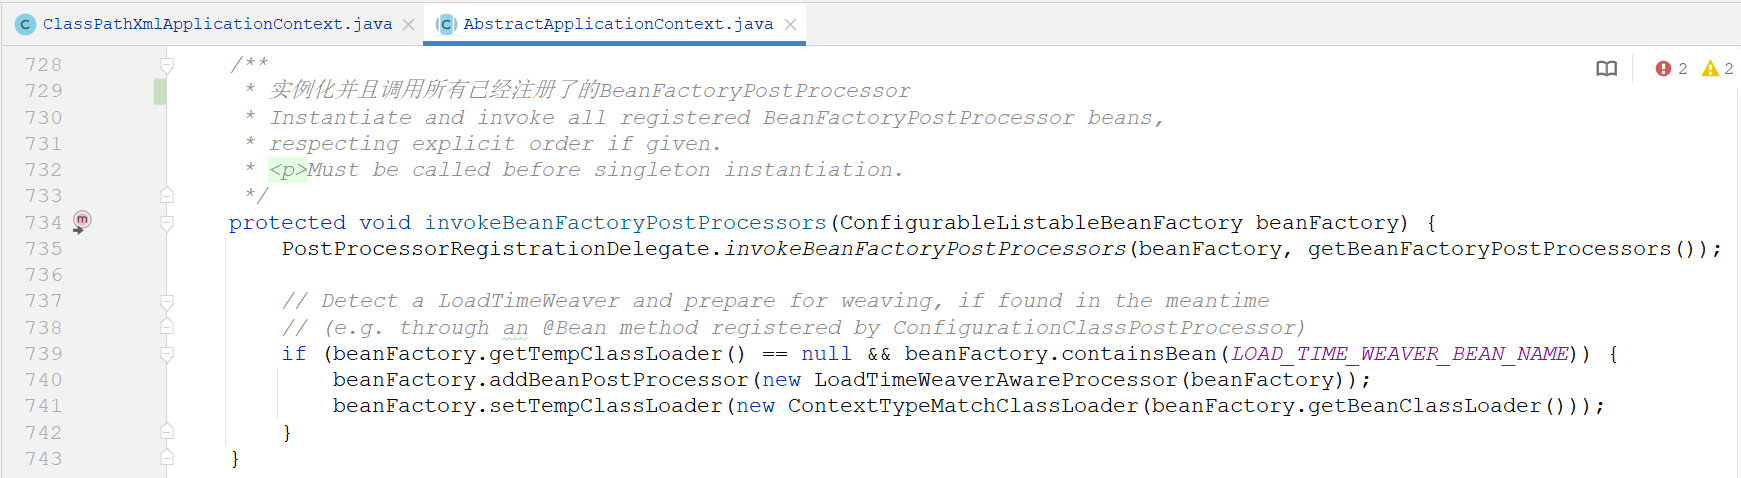 ClassPathXmlApplicationContext.java AbstractApplicationContext.java
728 /**
729 * 实例化并且调用所有已经注册了的BeanFactoryPostProcessor
730 * Instantiate and invoke all registered BeanFactoryPostProcessor beans,
731 * respecting explicit order if given.
732 * <p>Must be called before singleton instantiation.
733 */
734 protected void invokeBeanFactoryPostProcessors(ConfigurableListableBeanFactory beanFactory) {
735 PostProcessorRegistrationDelegate.invokeBeanFactoryPostProcessors(beanFactory, getBeanFactoryPostProcessors());
736
737 // Detect a LoadTimeWeaver and prepare for weaving, if found in the meantime
738 // (e.g. through an @Bean method registered by ConfigurationClassPostProcessor)
739 if (beanFactory.getTempClassLoader() == null && beanFactory.containsBean(LOAD_TIME_WEAVER_BEAN_NAME)) {
740 beanFactory.addBeanPostProcessor(new LoadTimeWeaverAwareProcessor(beanFactory));
741 beanFactory.setTempClassLoader(new ContextTypeMatchClassLoader(beanFactory.getBeanClassLoader()));
742 }
743 }
2 2